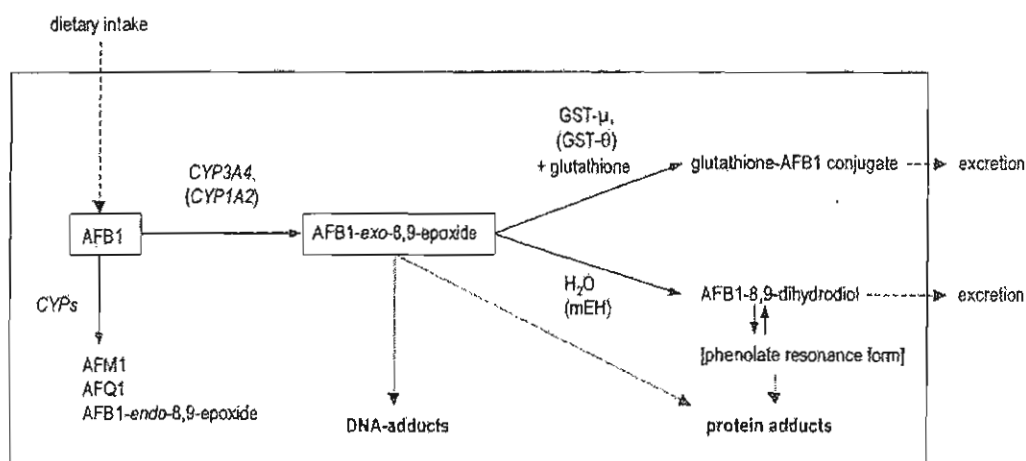 dietary intake
GST-μ,
(GST-θ)
+ glutathione
glutathione-AFB1 conjugate
excretion
CYP3A4,
(CYP1A2)
AFB1
AFB1-exo-8,9-epoxide
H₂O
(mEH)
AFB1-8,9-dihydrodiol
excretion
CYPs
[phenolate resonance form]
AFM1
AFQ1
AFB1-endo-8,9-epoxide
DNA-adducts
protein adducts